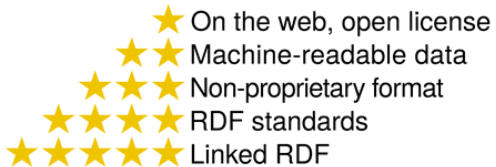 On the web, open license
Machine-readable data
Non-proprietary format
RDF standards
Linked RDF